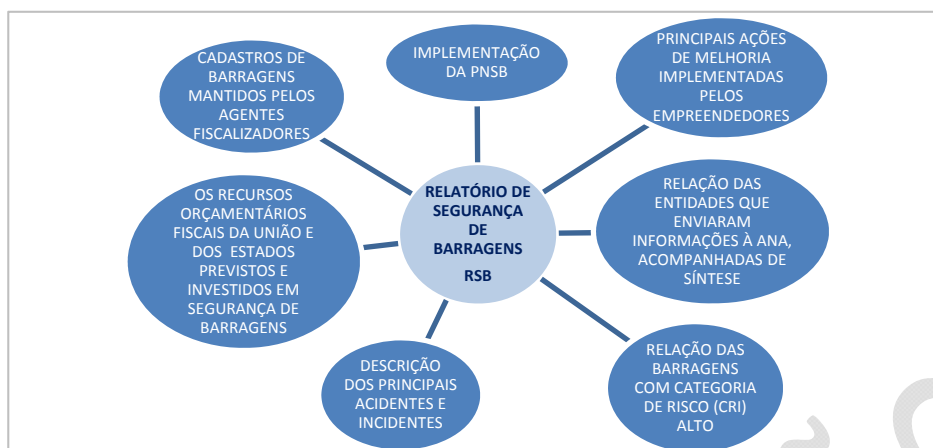 CADASTROS DE
BARRAGENS
MANTIDOS PELOS
AGENTES
FISCALIZADORES
IMPLEMENTAÇÃO
DA PNSB
PRINCIPAIS AÇÕES
DE MELHORIA
IMPLEMENTADAS
PELOS
EMPREENDEDORES
OS RECURSOS
ORÇAMENTÁRIOS
FISCAIS DA UNIÃO E
DOS ESTADOS
PREVISTOS E
INVESTIDOS EM
SEGURANÇA DE
BARRAGENS
RELATÓRIO DE
SEGURANÇA
DE
BARRAGENS
RSB
RELAÇÃO DAS
ENTIDADES QUE
ENVIARAM
INFORMAÇÕES À ANA,
ACOMPANHADAS DE
SÍNTESE
DESCRIÇÃO
DOS PRINCIPAIS
ACIDENTES E
INCIDENTES
RELAÇÃO DAS
BARRAGENS
COM CATEGORIA
DE RISCO (CRI)
ALTO